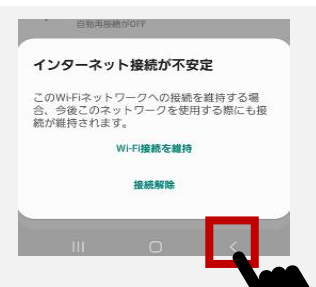 自動再接続がOFF
インターネット接続が不安定
このWi-Fiネットワークへの接続を維持する場
合、今後このネットワークを使用する際にも接
続が維持されます。
Wi-Fi接続を維持
接続解除